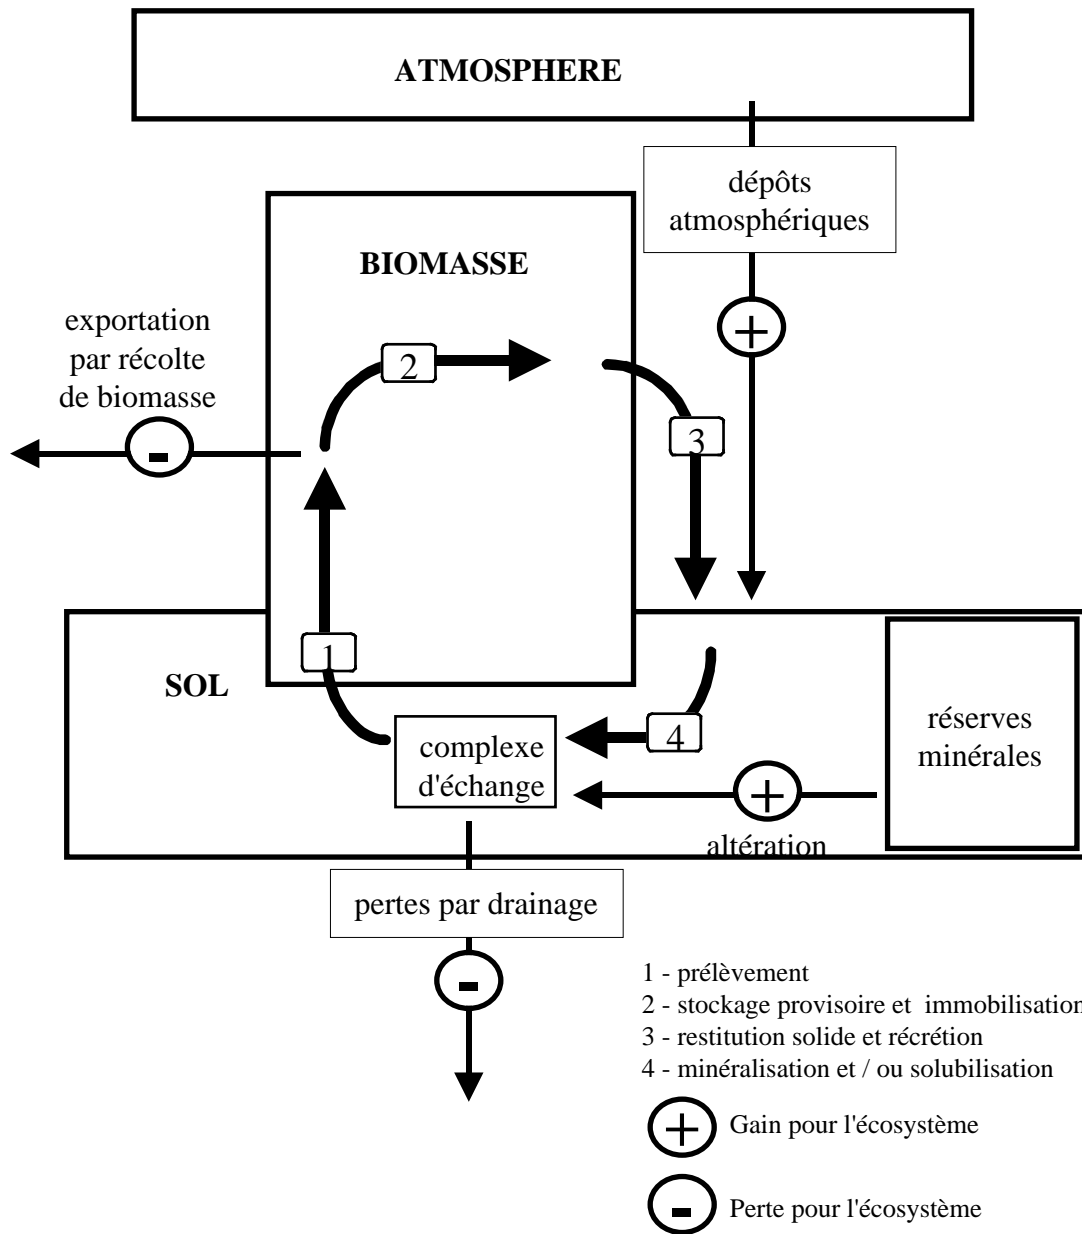 ATMOSPHERE
dépôts
atmosphériques
+
BIOMASSE
exportation
par récolte
de biomasse
-
2
3
1
SOL
4
complexe
d'échange
réserves
minérales
+
altération
pertes par drainage
-
1 - prélèvement
2 - stockage provisoire et immobilisation
3 - restitution solide et récrétion
4 - minéralisation et / ou solubilisation
+ Gain pour l'écosystème
- Perte pour l'écosystème